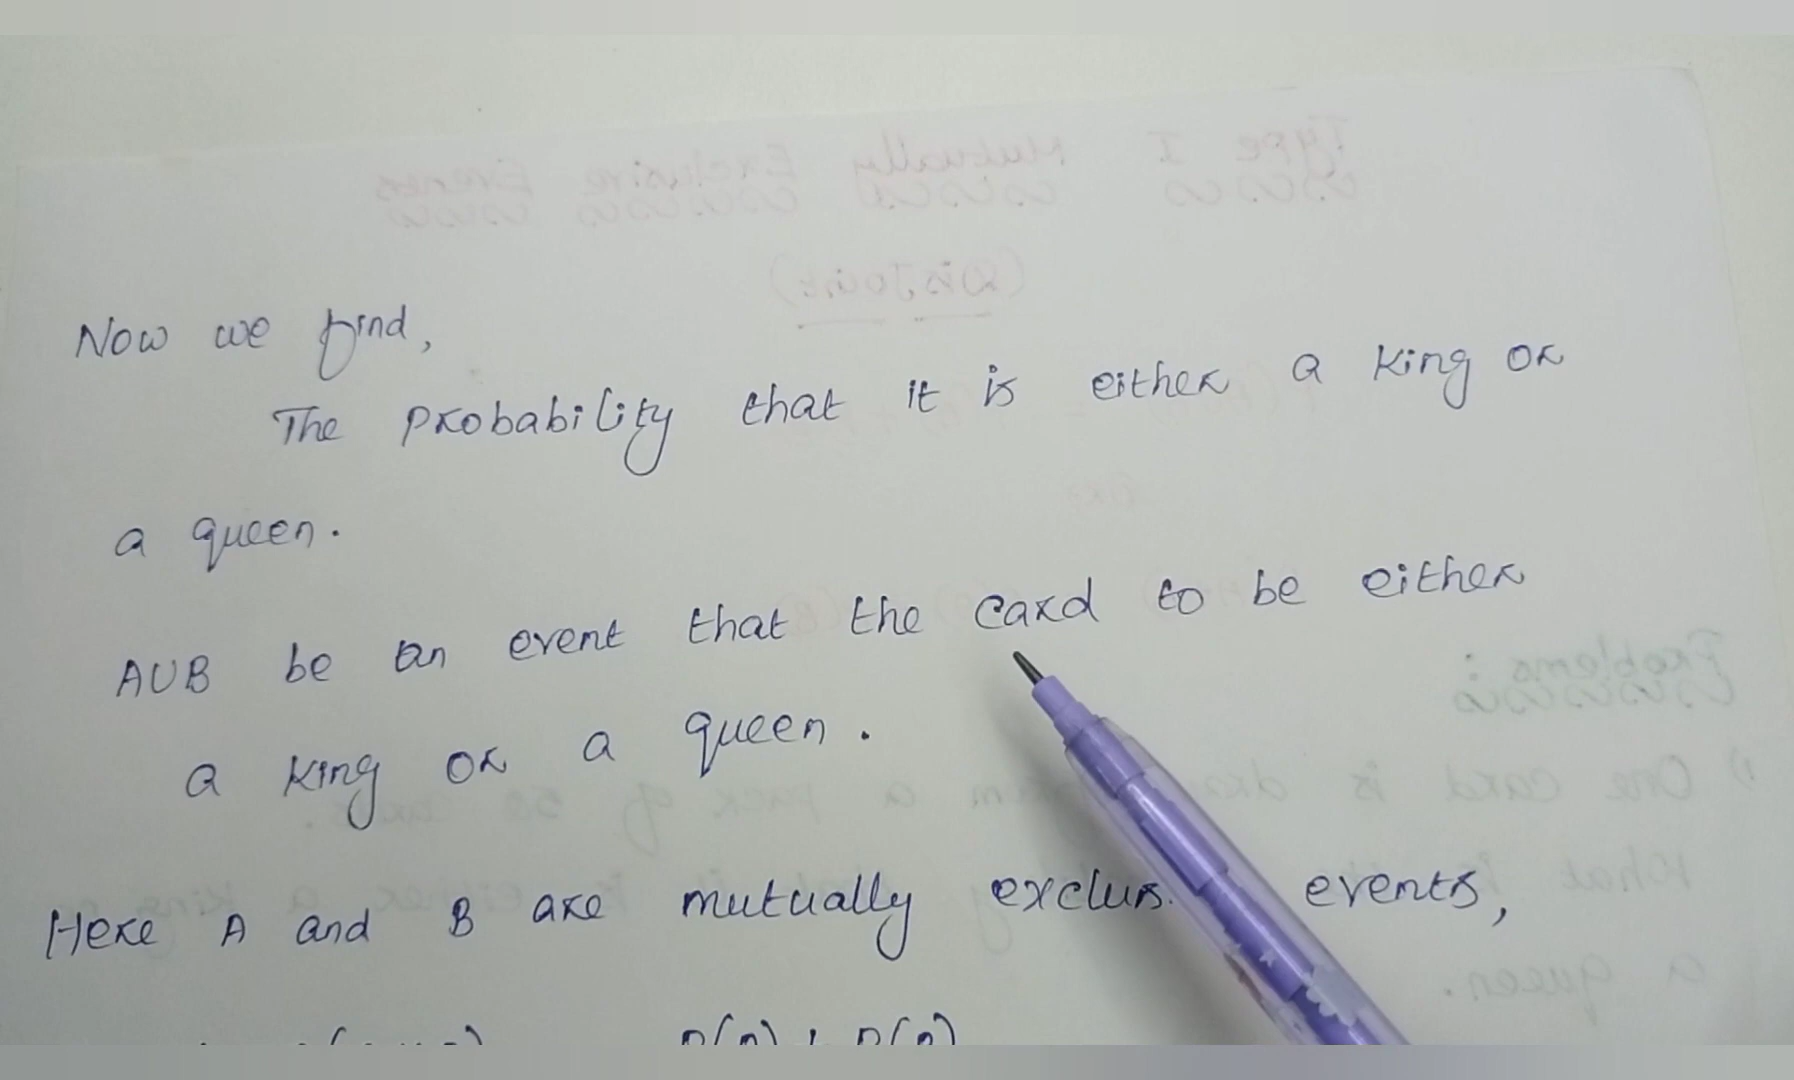 Now we find,
The probability that it is either a king or
a queen.
AUB be an event that the card to be either
a king or a queen.
Here A and B are mutually exclus. events,